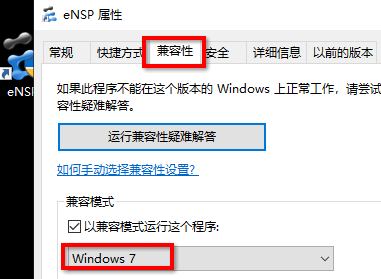 eNSP 属性
常规 快捷方式 兼容性 安全 详细信息 以前的版本
如果此程序不能在这个版本的 Windows 上正常工作，请尝试
容性疑难解答。
运行兼容性疑难解答
如何手动选择兼容性设置?
兼容模式
以兼容模式运行这个程序:
Windows 7
eNSP